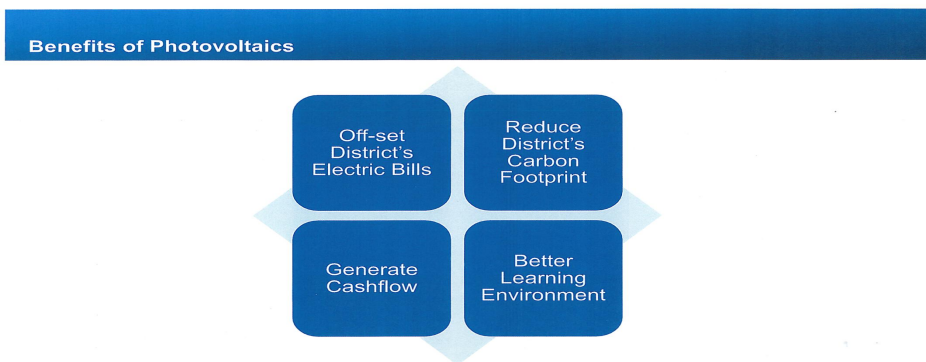 Benefits of Photovoltaics
Off-set
District's
Electric Bills
Reduce
District's
Carbon
Footprint
Generate
Cashflow
Better
Learning
Environment